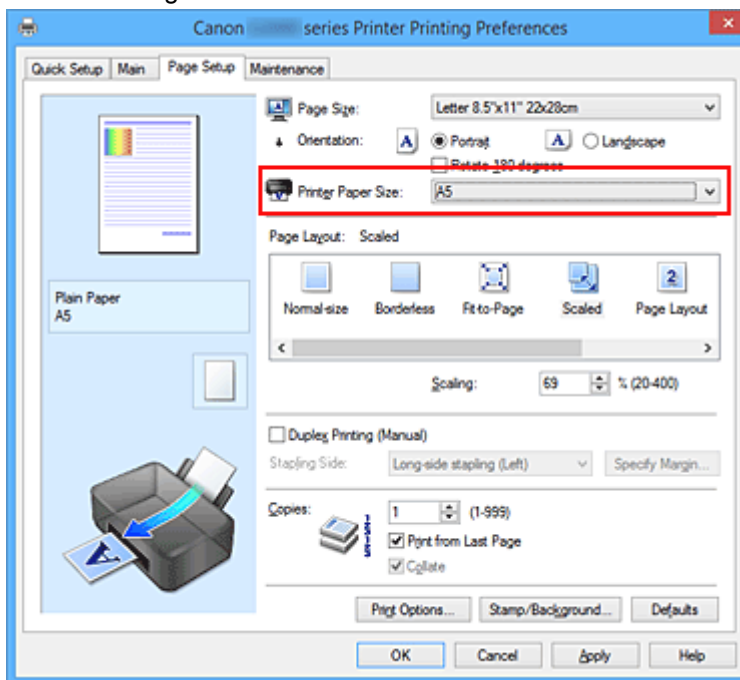 Canon series Printer Printing Preferences
Quick Setup Main Page Setup Maintenance
Page Size: Letter 8.5"x11" 22x28cm
Orientation: A Portrait A Landscape
Rotate 180 degrees
Printer Paper Size: A5
Page Layout: Scaled
Normal-size Borderless Fit-to-Page Scaled Page Layout
Plain Paper
A5
Scaling: 69 % (20-400)
Duplex Printing (Manual)
Stapling Side: Long-side stapling (Left) Specify Margin...
Copies: 1 (1-999)
Print from Last Page
Collate
Print Options... Stamp/Background... Defaults
OK Cancel Apply Help